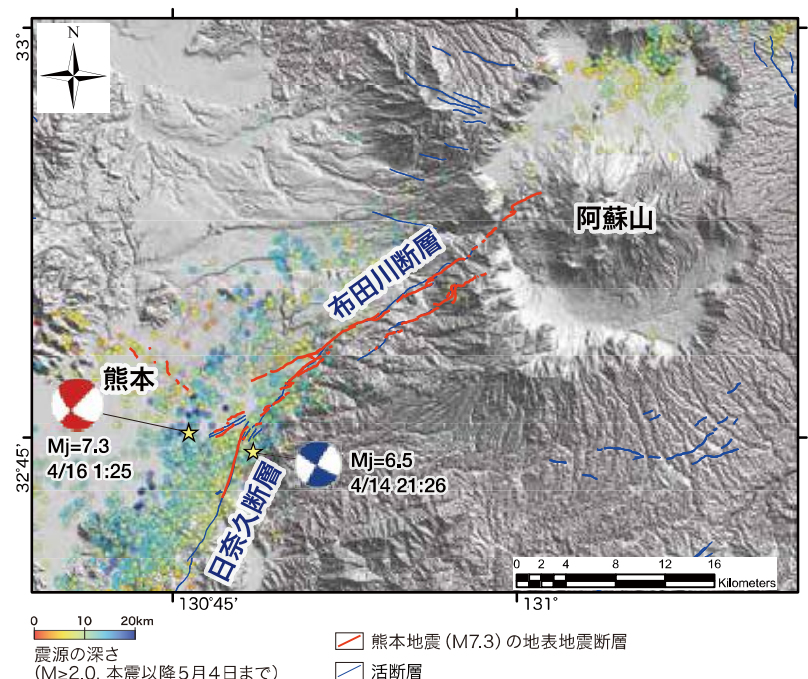 N
33°
阿蘇山
布田川断層
熊本
Mj=7.3
4/16 1:25
Mj=6.5
4/14 21:26
32°45'
日奈久断層
0 2 4 8 12 16
Kilometers
130°45'
131°
0 10 20km
震源の深さ
(M≥2.0, 本震以降5月4日まで)
熊本地震(M7.3)の地表地震断層
活断層